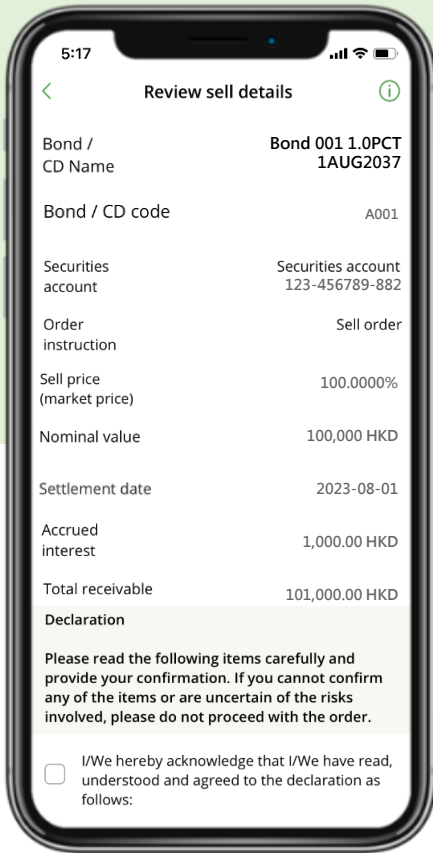 5:17
Review sell details
Bond / Bond 001 1.0PCT
CD Name 1AUG2037
Bond / CD code A001
Securities Securities account
account 123-456789-882
Order Sell order
instruction
Sell price
(market price) 100.0000%
Nominal value 100,000 HKD
Settlement date 2023-08-01
Accrued
interest 1,000.00 HKD
Total receivable 101,000.00 HKD
Declaration
Please read the following items carefully and
provide your confirmation. If you cannot confirm
any of the items or are uncertain of the risks
involved, please do not proceed with the order.
I/We hereby acknowledge that I/We have read,
understood and agreed to the declaration as
follows: